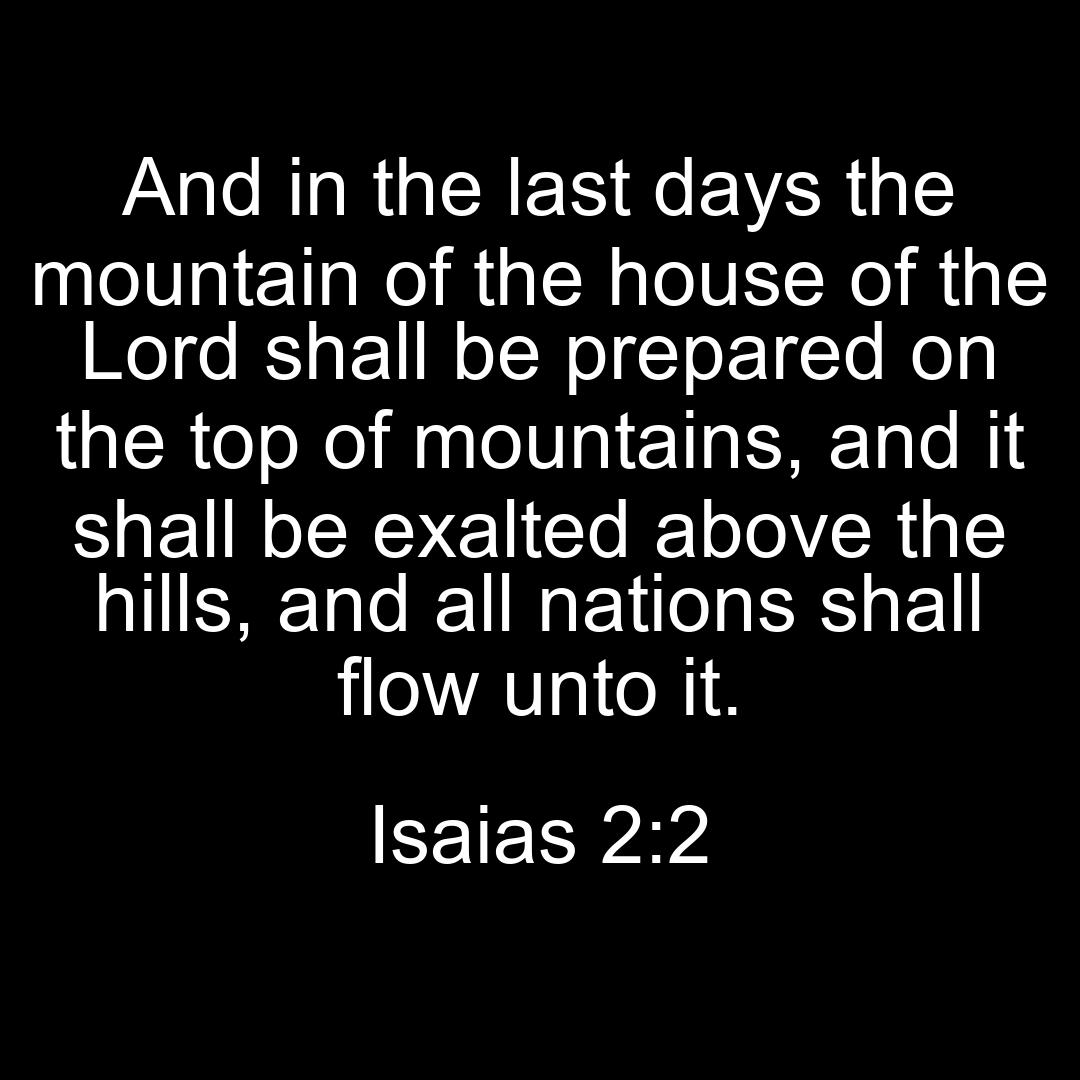 And in the last days the
mountain of the house of the
Lord shall be prepared on
the top of mountains, and it
shall be exalted above the
hills, and all nations shall
flow unto it.
Isaias 2:2